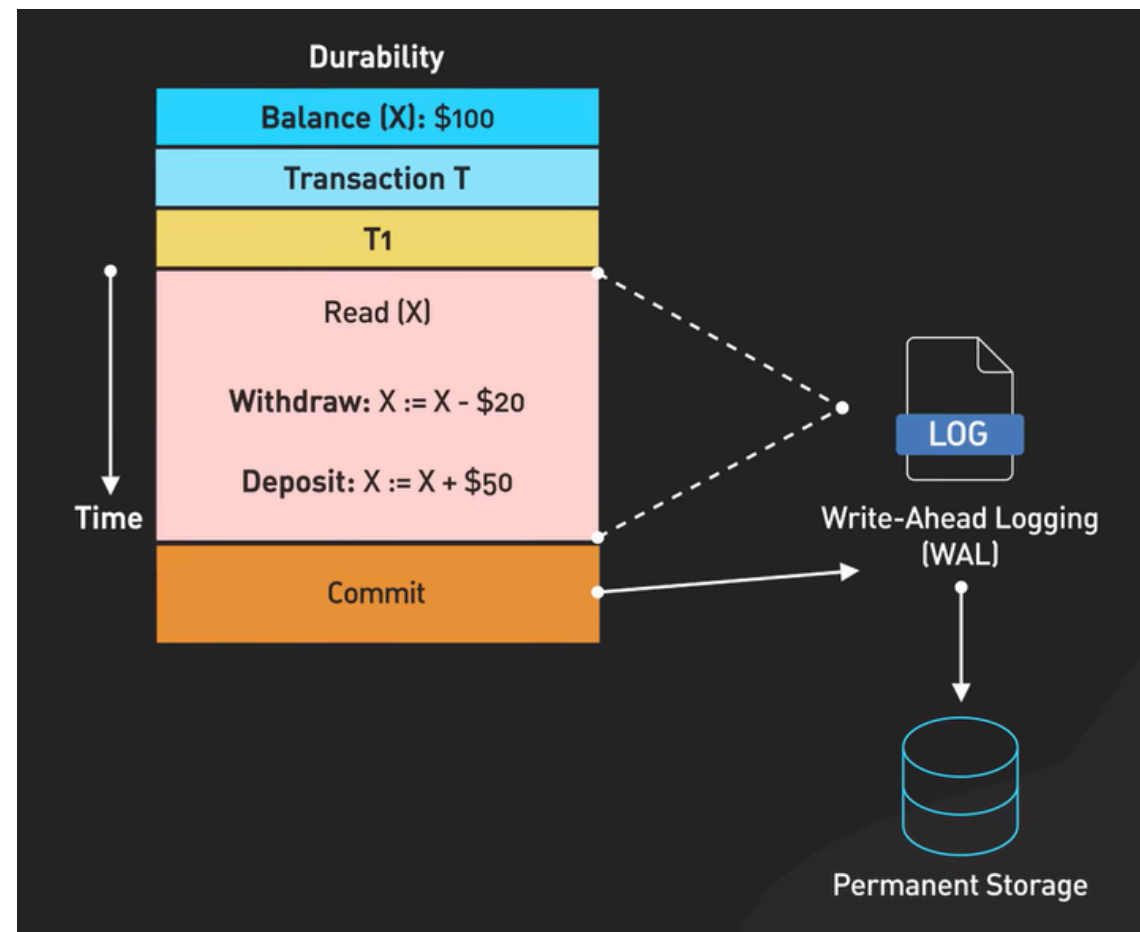 Durability
Balance (X): $100
Transaction T
T1
Read (X)
Withdraw: X := X - $20
Deposit: X := X + $50
Time
Commit
LOG
Write-Ahead Logging
(WAL)
Permanent Storage